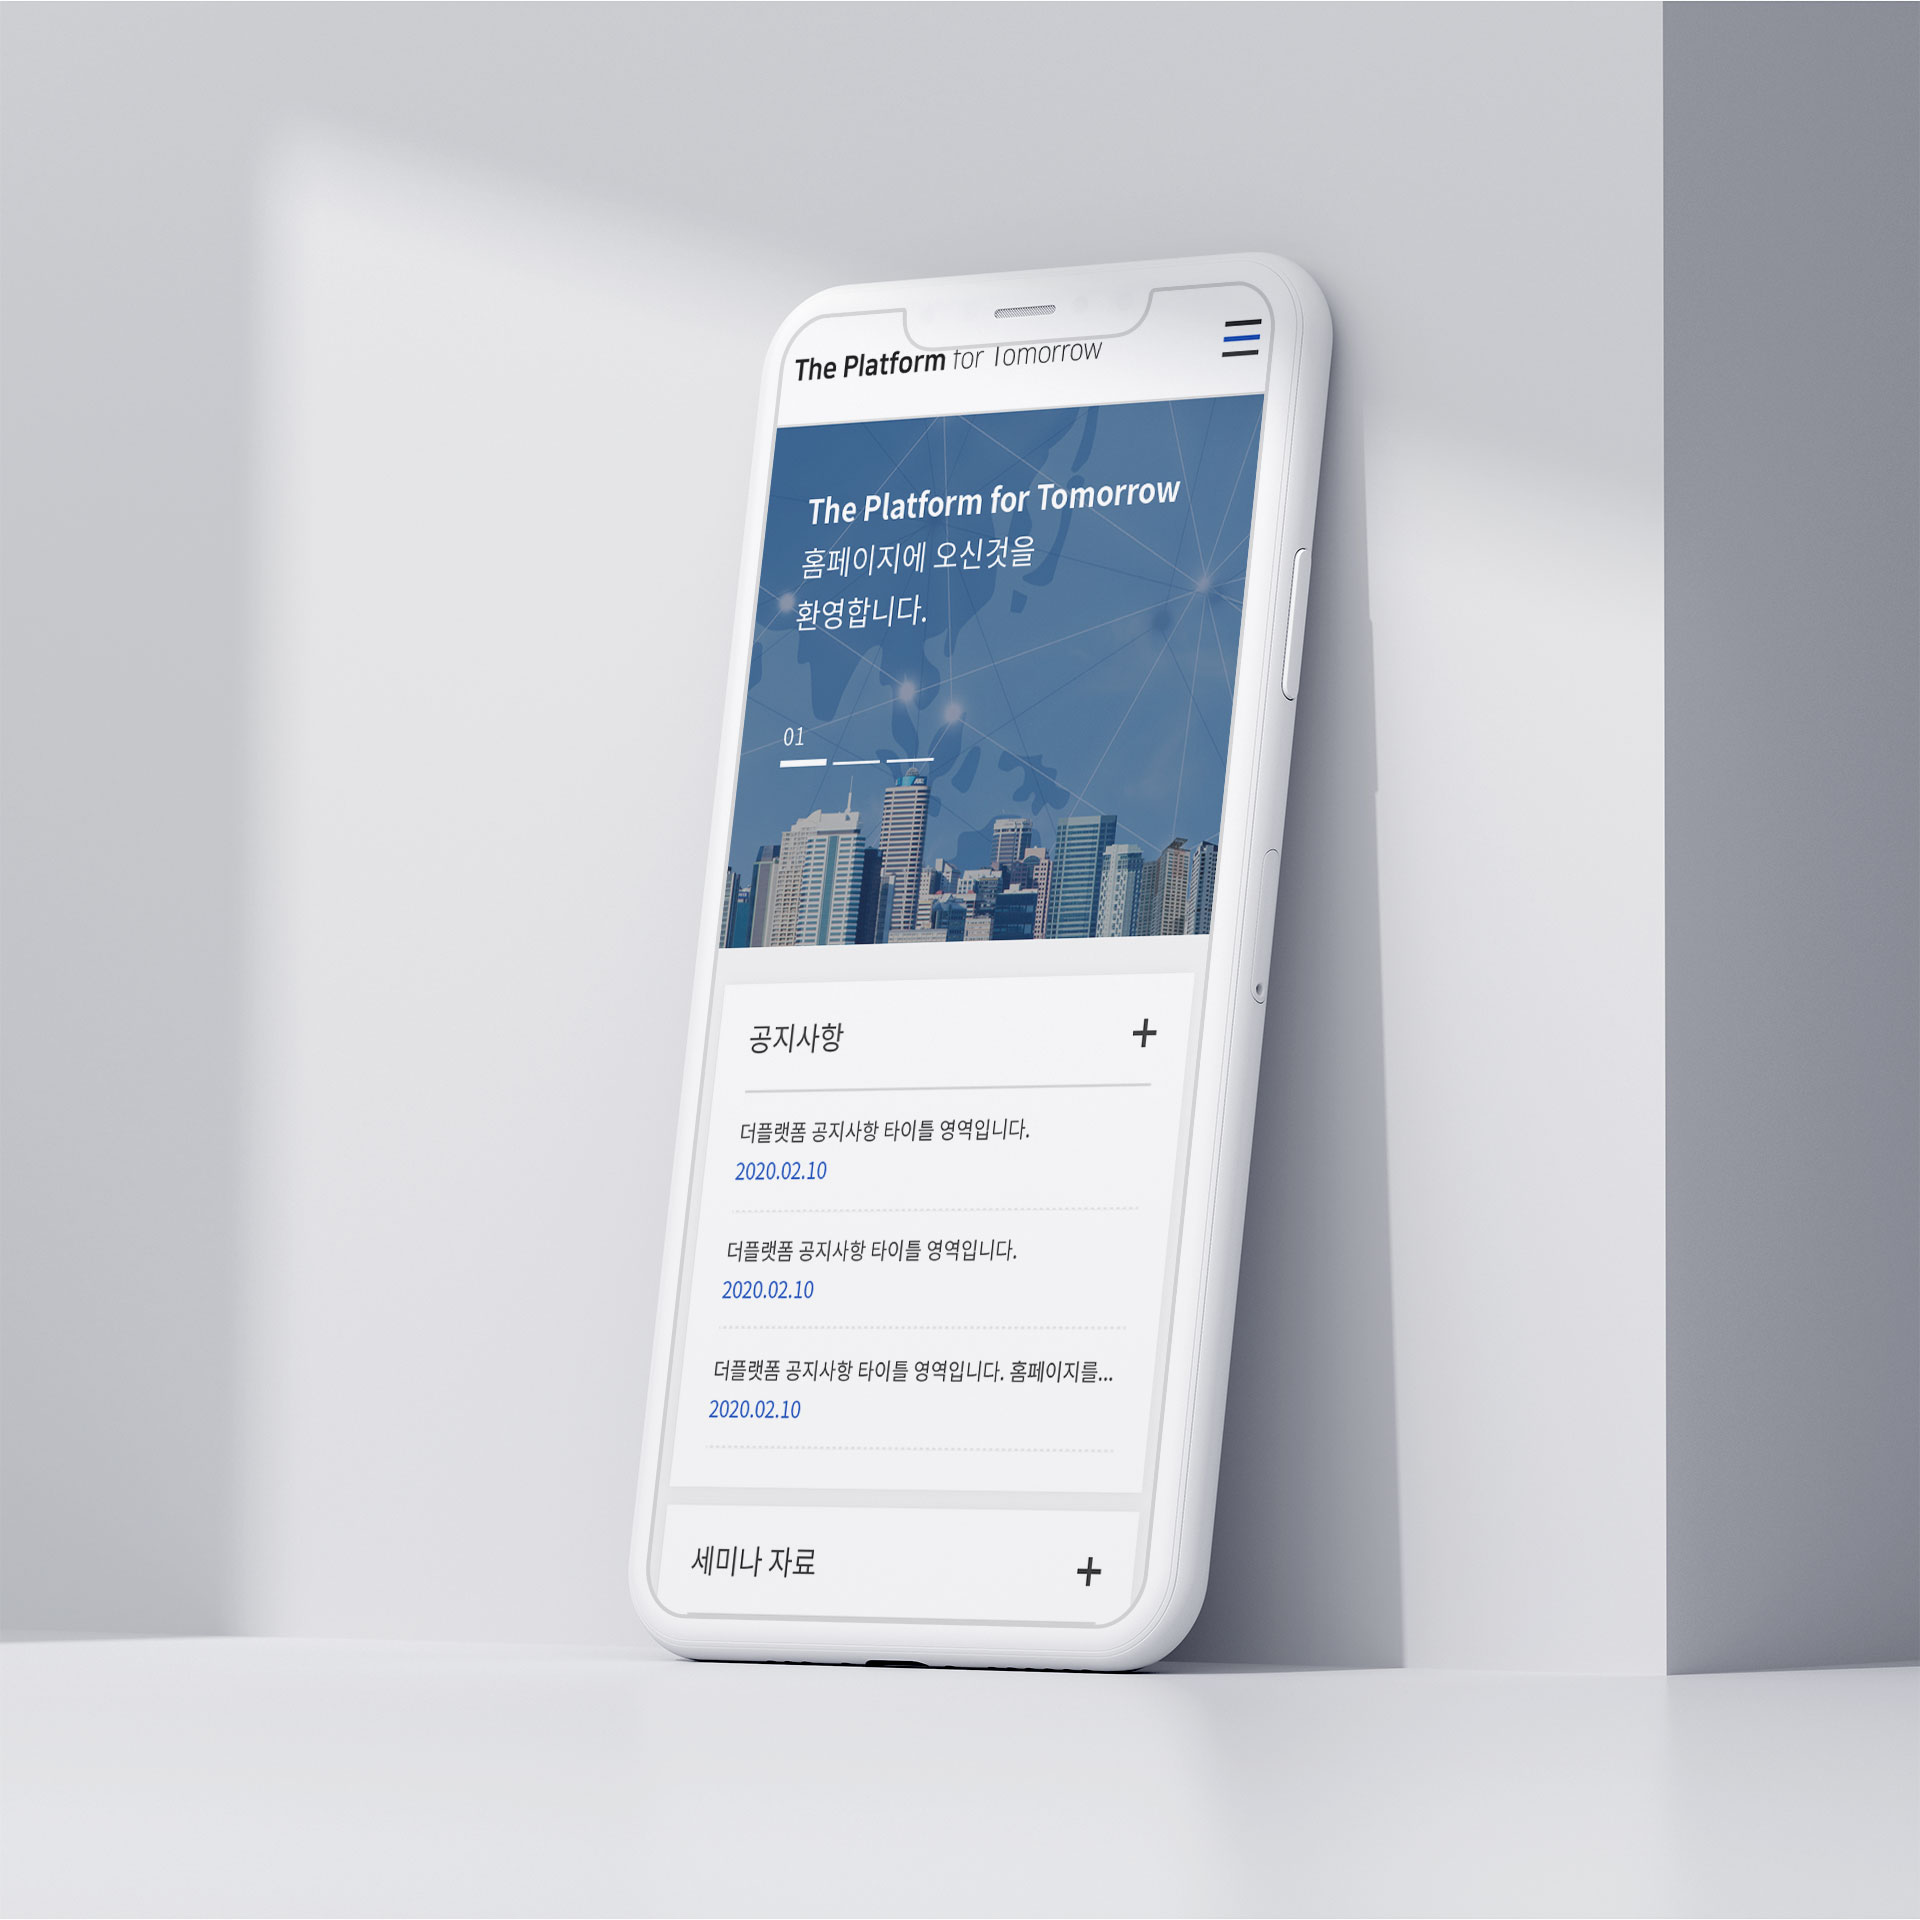 The Platform for Tomorrow
The Platform for Tomorrow
홈페이지에 오신것을
환영합니다.
01
공지사항
더플랫폼 공지사항 타이틀 영역입니다.
2020.02.10
더플랫폼 공지사항 타이틀 영역입니다.
2020.02.10
더플랫폼 공지사항 타이틀 영역입니다. 홈페이지를...
2020.02.10
세미나 자료